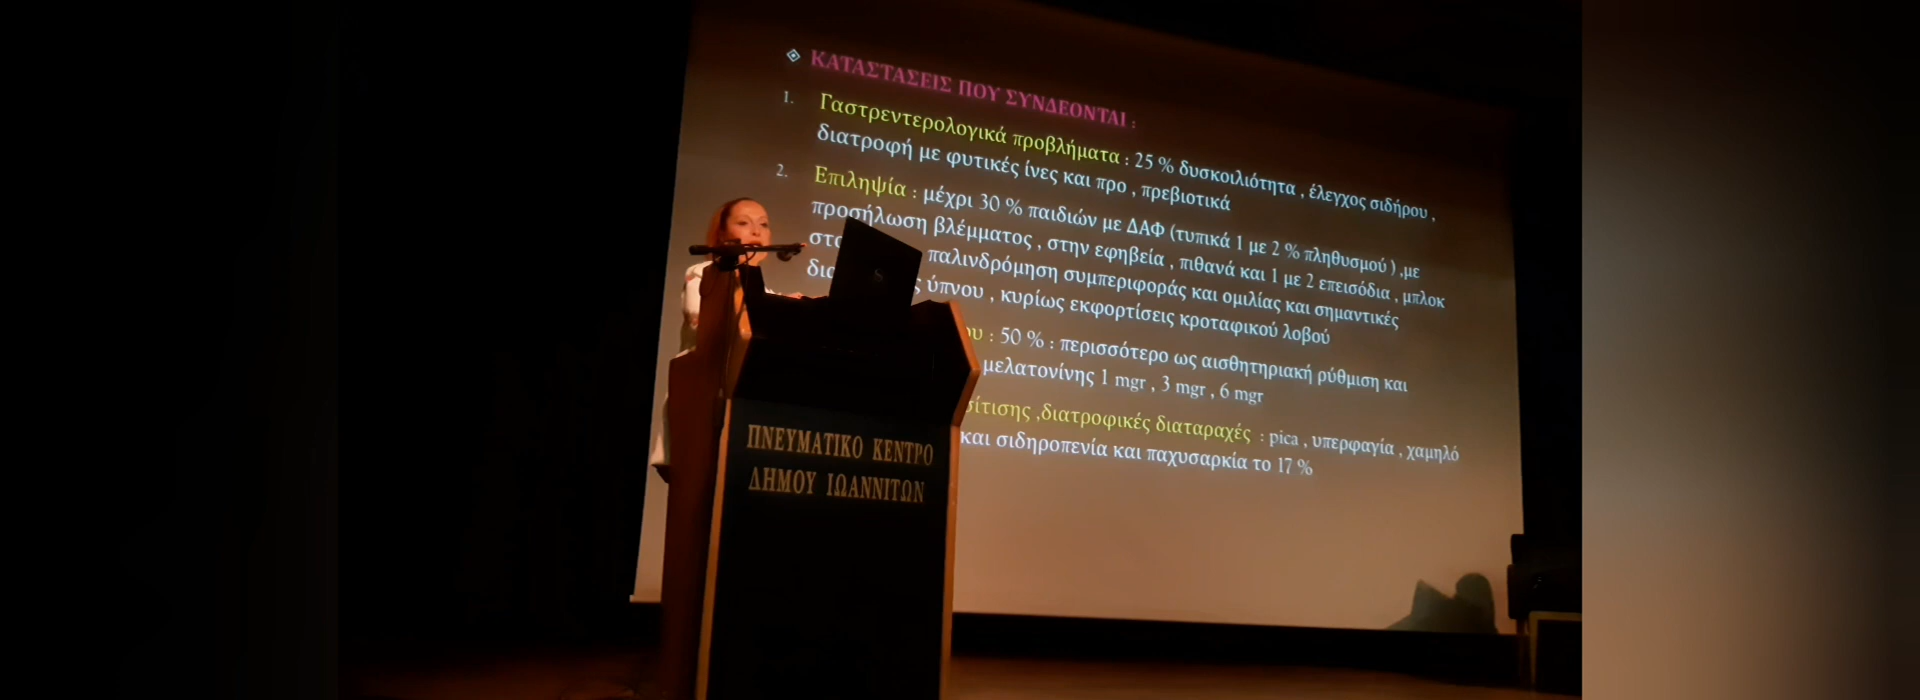 ΚΑΤΑΣΤΑΣΕΙΣ ΠΟΥ ΣΥΝΔΕΟΝΤΑΙ :
1. Γαστρεντερολογικά προβλήματα : 25 % δυσκοιλιότητα , έλεγχος σιδήρου ,
διατροφή με φυτικές ίνες και προ , πρεβιοτικά
2. Επιληψία : μέχρι 30 % παιδιών με ΔΑΦ (τυπικά 1 με 2 % πληθυσμού ) ,με
προσήλωση βλέμματος , στην εφηβεία , πιθανά και 1 με 2 επεισόδια , μπλοκ
παλινδρόμηση συμπεριφοράς και ομιλίας και σημαντικές
ύπνου , κυρίως εκφορτίσεις κροταφικού λοβού
: 50 % : περισσότερο ως αισθητηριακή ρύθμιση και
μελατονίνης 1 mgr , 3 mgr , 6 mgr
,διατροφικές διαταραχές : pica , υπερφαγία , χαμηλό
και σιδηροπενία και παχυσαρκία το 17 %
ΠΝΕΥΜΑΤΙΚΟ ΚΕΝΤΡΟ
ΔΗΜΟΥ ΙΩΑΝΝΙΤΩΝ